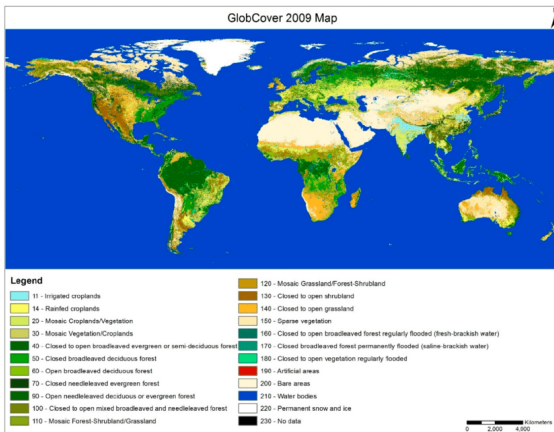 GlobCover 2009 Map
Legend
11 - Irrigated croplands
14 - Rainfed croplands
20 - Mosaic Croplands/Vegetation
30 - Mosaic Vegetation/Croplands
40 - Closed to open broadleaved evergreen or semi-deciduous forest
50 - Closed broadleaved deciduous forest
60 - Open broadleaved deciduous forest
70 - Closed needleleaved evergreen forest
90 - Open needleleaved deciduous or evergreen forest
100 - Closed to open mixed broadleaved and needleleaved forest
110 - Mosaic Forest-Shrubland/Grassland
120 - Mosaic Grassland/Forest-Shrubland
130 - Closed to open shrubland
140 - Closed to open grassland
150 - Sparse vegetation
160 - Closed to open broadleaved forest regularly flooded (fresh-brackish water)
170 - Closed broadleaved forest permanently flooded (saline-brackish water)
180 - Closed to open vegetation regularly flooded
190 - Artificial areas
200 - Bare areas
210 - Water bodies
220 - Permanent snow and ice
230 - No data
Kilometers
0 2,000 4,000